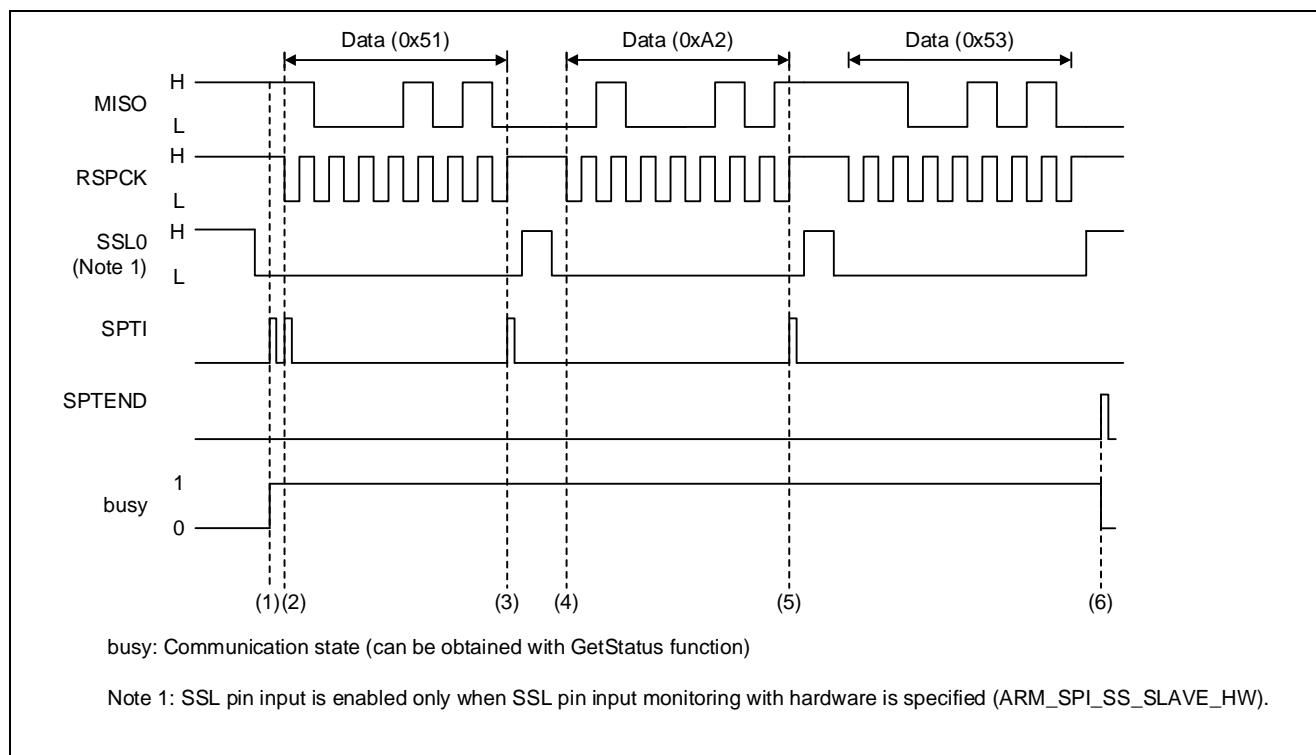 Data (0x51) Data (0xA2) Data (0x53)
H
MISO
L
H
RSPCK
L
H
SSL0
(Note 1)
L
SPTI
SPTEND
1
busy
0
(1) (2) (3) (4) (5) (6)
busy: Communication state (can be obtained with GetStatus function)
Note 1: SSL pin input is enabled only when SSL pin input monitoring with hardware is specified (ARM_SPI_SS_SLAVE_HW).